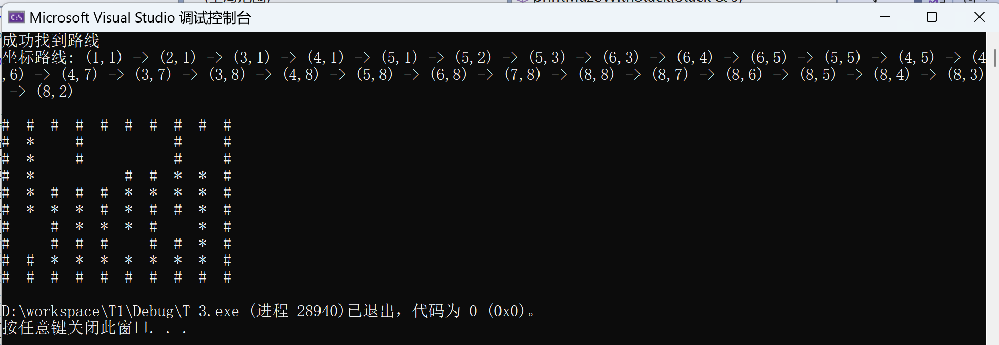 printMazeWithStack(Stack & s)
Microsoft Visual Studio 调试控制台
成功找到路线
坐标路线: (1,1) -> (2,1) -> (3,1) -> (4,1) -> (5,1) -> (5,2) -> (5,3) -> (6,3) -> (6,4) -> (6,5) -> (5,5) -> (4,5) -> (4
,6) -> (4,7) -> (3,7) -> (3,8) -> (4,8) -> (5,8) -> (6,8) -> (7,8) -> (8,8) -> (8,7) -> (8,6) -> (8,5) -> (8,4) -> (8,3)
 -> (8,2)
#  #  #  #  #  #  #  #  #  #
#  *     #           #     #
#  *     #           #     #
#  *           #  #  *  *  #
#  *  #  #  #  *  *  *  *  #
#  *  *  *  #  *  #  #  *  #
#     #  *  *  *  #     *  #
#     #  #  #     #  #  *  #
#  #  *  *  *  *  *  *  *  #
#  #  #  #  #  #  #  #  #  #
D:\workspace\T1\Debug\T_3.exe (进程 28940)已退出，代码为 0 (0x0)。
按任意键关闭此窗口. . .